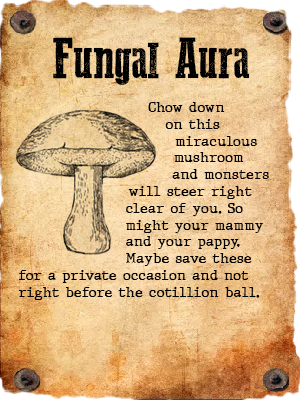 Fungal Aura
Chow down
on this
miraculous
mushroom
and monsters
will steer right
clear of you. So
might your mammy
and your pappy.
Maybe save these
for a private occasion and not
right before the cotillion ball.